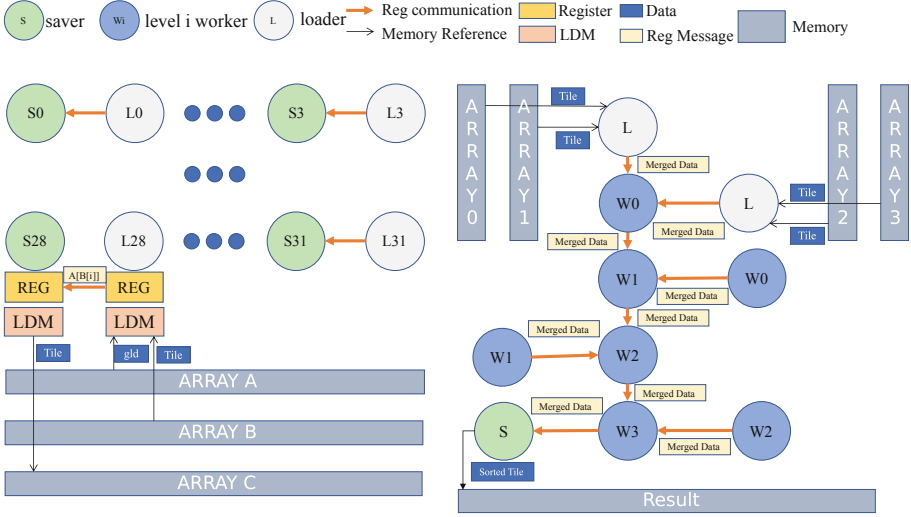 S saver
Wi level i worker
L loader
Reg communication
Memory Reference
Register
LDM
Data
Reg Message
Memory
S0
L0
S3
L3
S28
L28
S31
L31
REG
A[B[i]]
REG
LDM
LDM
Tile
gld
Tile
ARRAY A
ARRAY B
ARRAY C
ARRAY0
ARRAY1
Tile
Tile
L
ARRAY2
ARRAY3
Merged Data
W0
L
Tile
Tile
Merged Data
Merged Data
W1
W0
Merged Data
Merged Data
W1
Merged Data
W2
Merged Data
S
Merged Data
W3
Merged Data
W2
Sorted Tile
Result